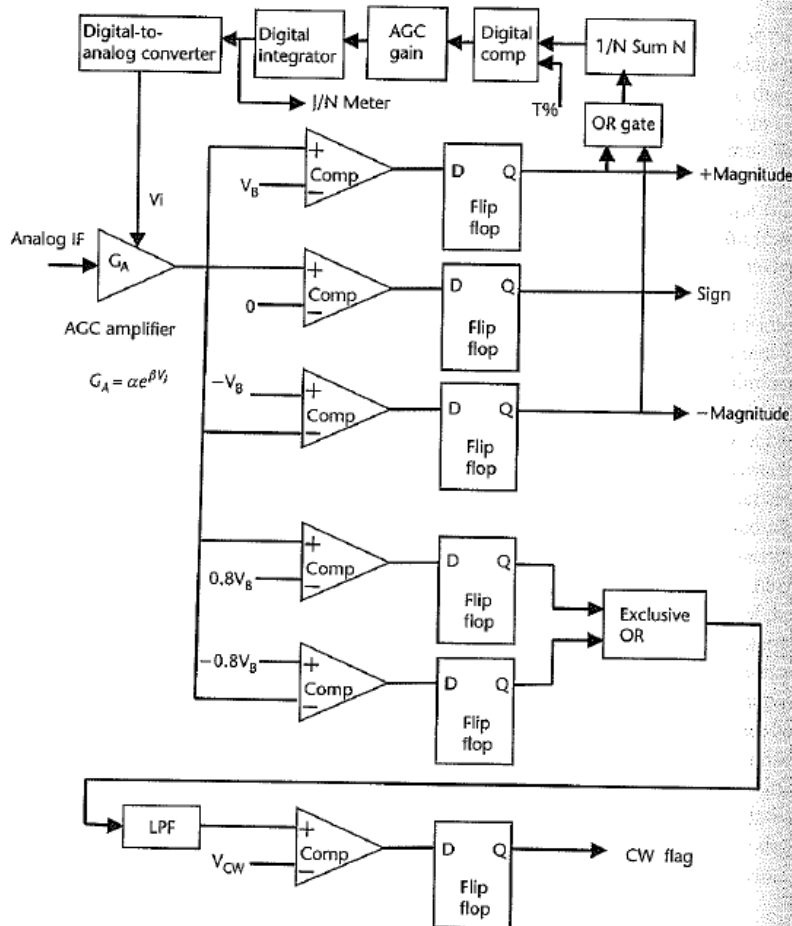 Digital-to-
analog converter
Digital
integrator
AGC
gain
Digital
comp
1/N Sum N
J/N Meter
T%
OR gate
+
Comp
V_B
−
D Q
Flip
flop
+Magnitude
Vi
Analog IF
G_A
AGC amplifier
G_A = αe^{βV_i}
+
Comp
0
−
D Q
Flip
flop
Sign
−V_B
+
Comp
−
D Q
Flip
flop
−Magnitude
+
Comp
0.8V_B
−
D Q
Flip
flop
Exclusive
OR
−0.8V_B
+
Comp
−
D Q
Flip
flop
LPF
+
Comp
V_CW
−
D Q
Flip
flop
CW flag